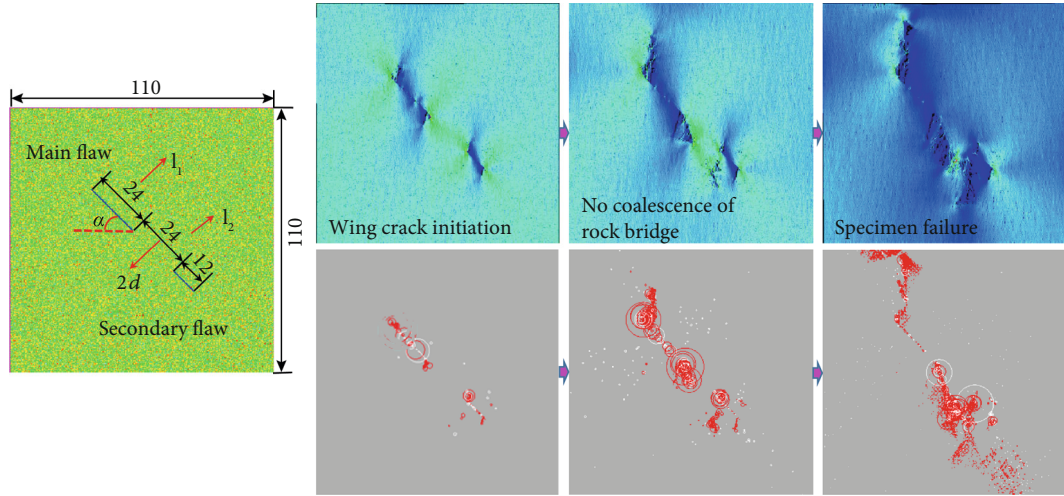 110
Main flaw
l₁
24
α
l₂
24
12
2d
110
Secondary flaw
Wing crack initiation
No coalescence of
rock bridge
Specimen failure